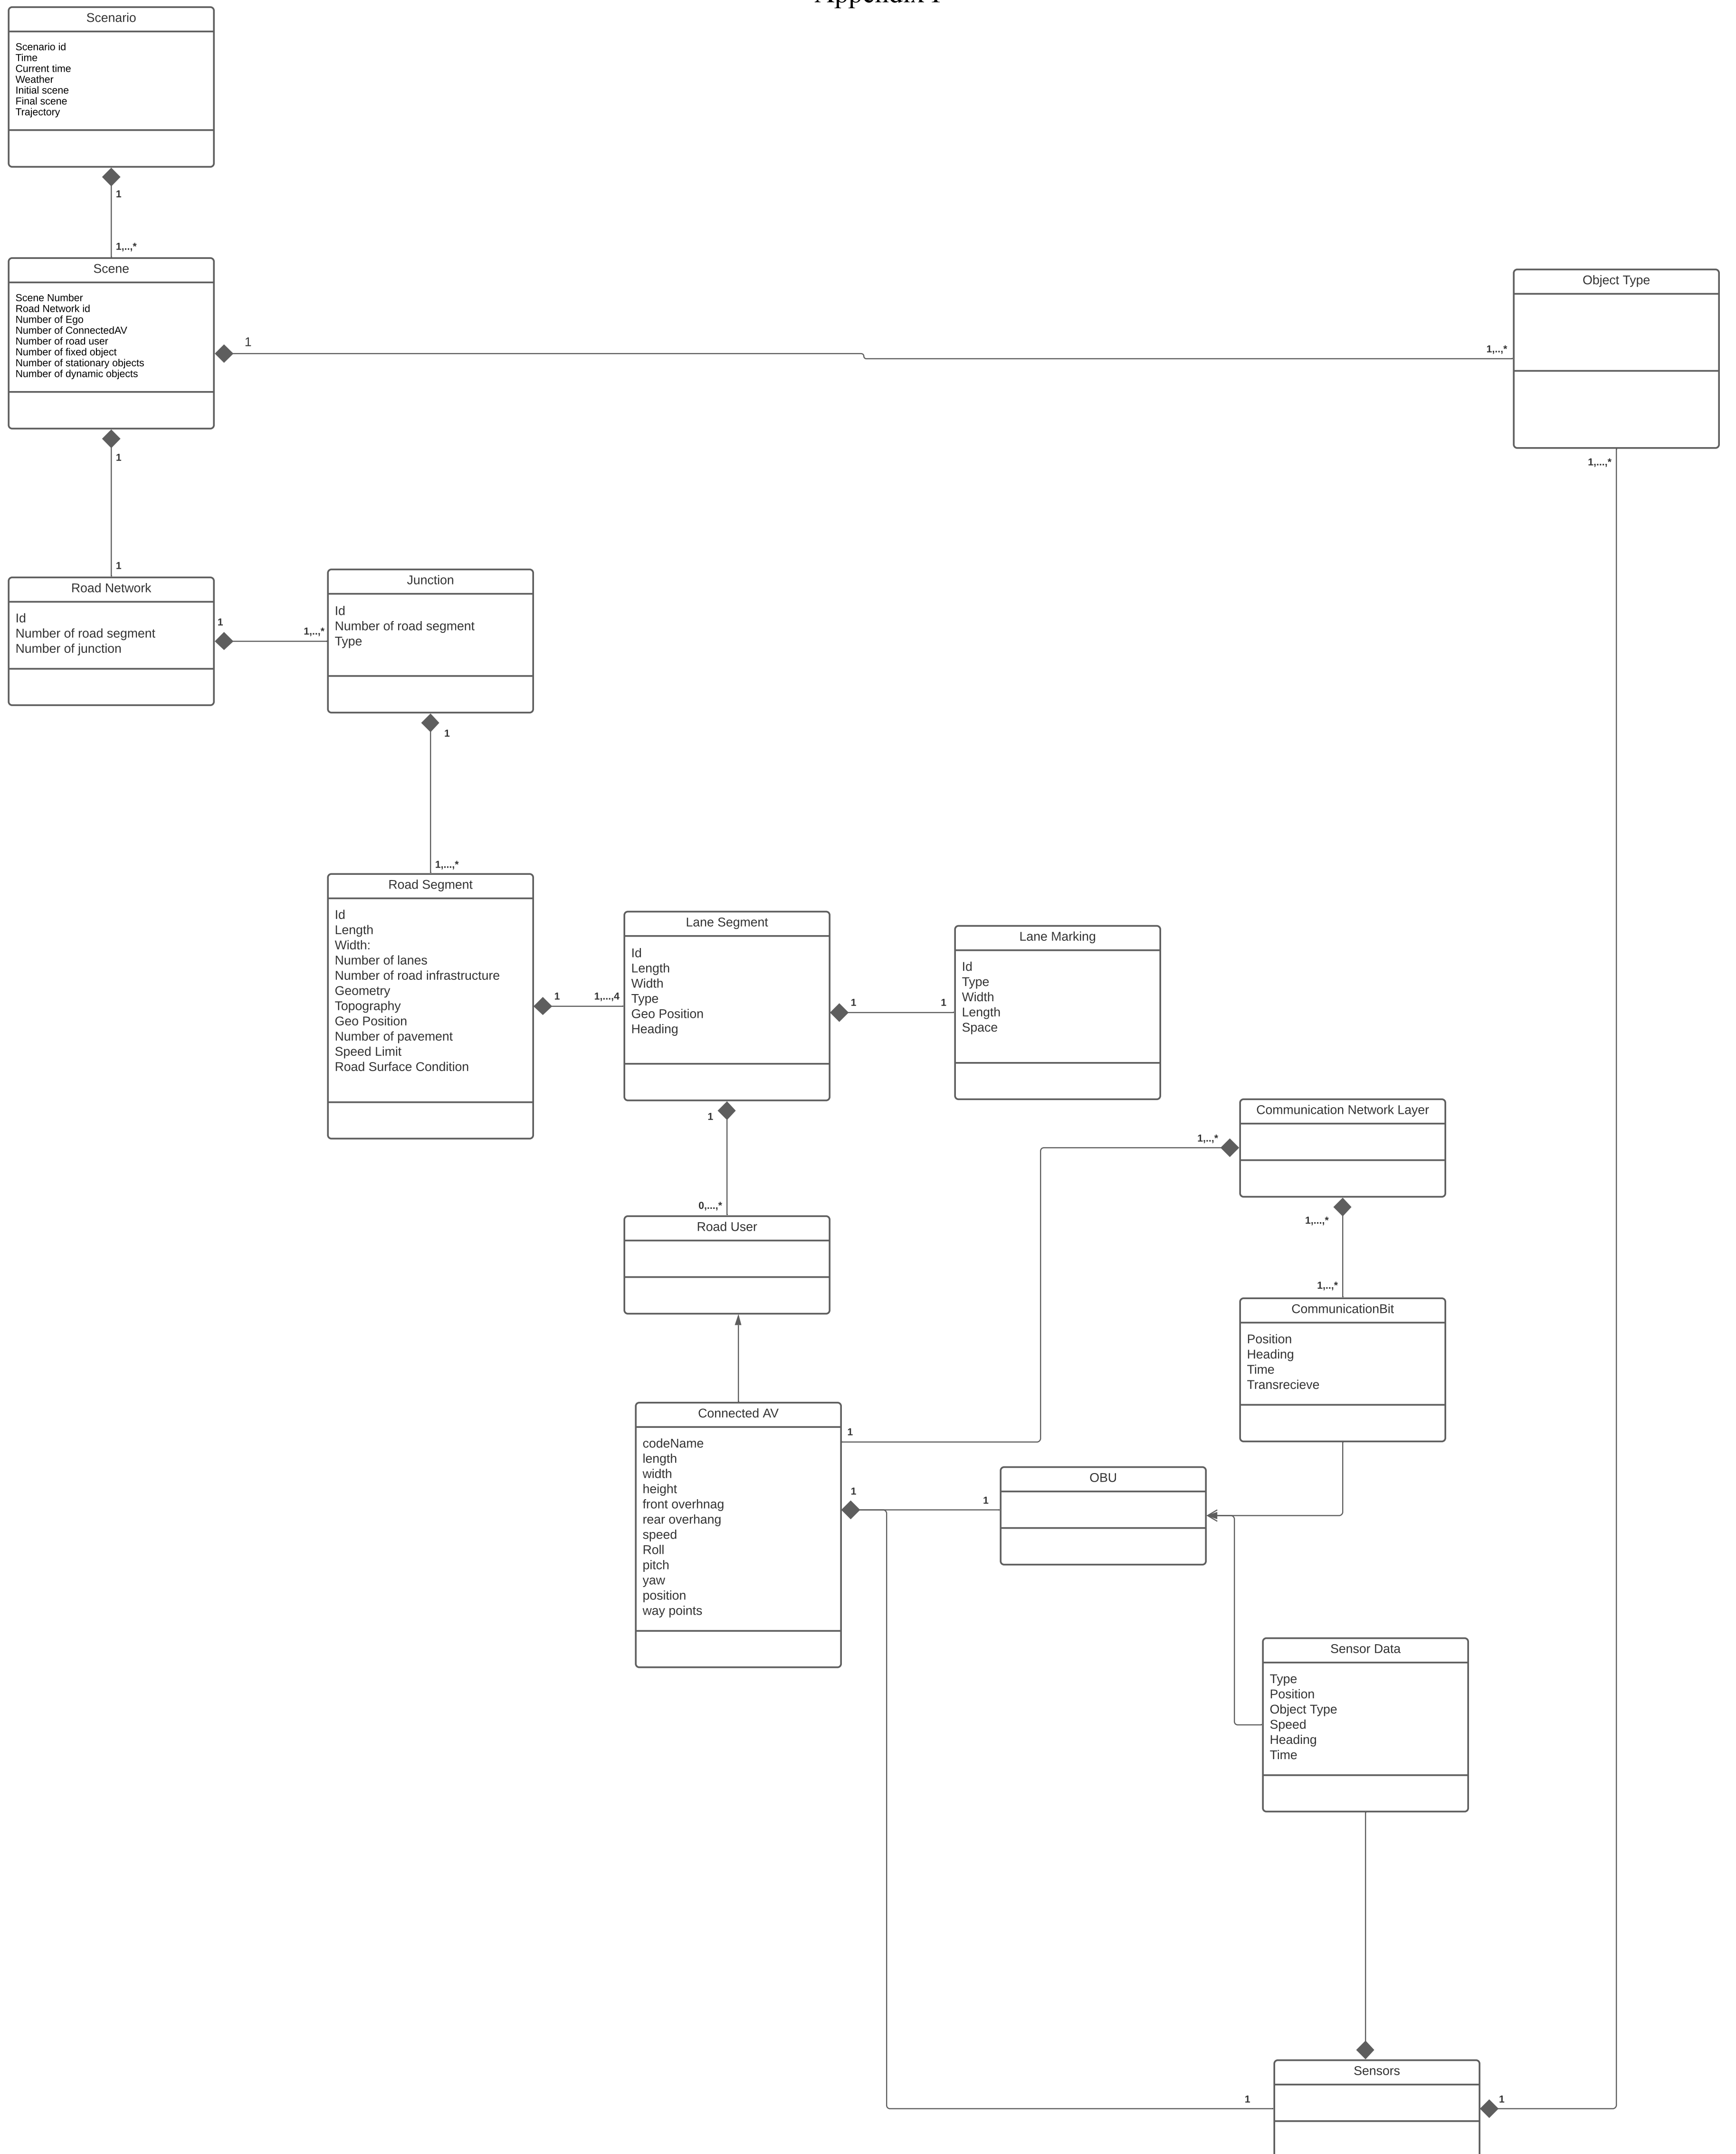 Scenario
Scenario id
Time
Current time
Weather
Initial scene
Final scene
Trajectory
1
1,..,*
Scene
Scene Number
Road Network id
Number of Ego
Number of ConnectedAV
Number of road user
Number of fixed object
Number of stationary objects
Number of dynamic objects
1
1,..,*
Object Type
1,...,*
1
1
Road Network
Id
Number of road segment
Number of junction
1
1,..,*
Junction
Id
Number of road segment
Type
1
1,...,*
Road Segment
Id
Length
Width:
Number of lanes
Number of road infrastructure
Geometry
Topography
Geo Position
Number of pavement
Speed Limit
Road Surface Condition
1
1,...,4
Lane Segment
Id
Length
Width
Type
Geo Position
Heading
1
1
Lane Marking
Id
Type
Width
Length
Space
1
0,...,*
Road User
Communication Network Layer
1,..,*
1,...,*
1,..,*
CommunicationBit
Position
Heading
Time
Transrecieve
Connected AV
codeName
length
width
height
front overhnag
rear overhang
speed
Roll
pitch
yaw
position
way points
1
1
1
OBU
Sensor Data
Type
Position
Object Type
Speed
Heading
Time
Sensors
1
1